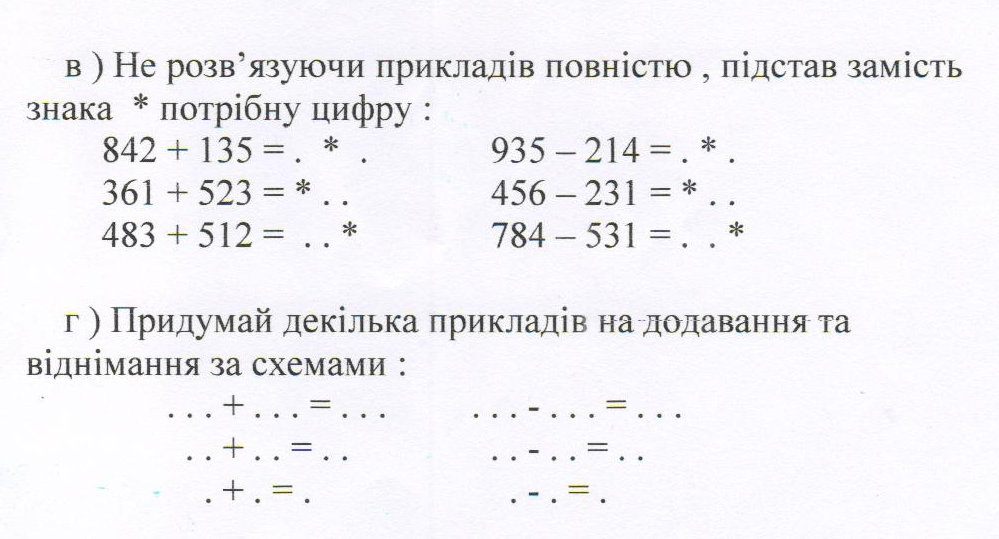 в ) Не розв’язуючи прикладів повністю , підстав замість
знака * потрібну цифру :
842 + 135 = . * . 935 – 214 = . * .
361 + 523 = * . . 456 – 231 = * . .
483 + 512 = . . * 784 – 531 = . . *
г ) Придумай декілька прикладів на додавання та
віднімання за схемами :
. . . + . . . = . . . . . . - . . . = . . .
. . + . . = . . . . - . . = . .
. + . = . . - . = .